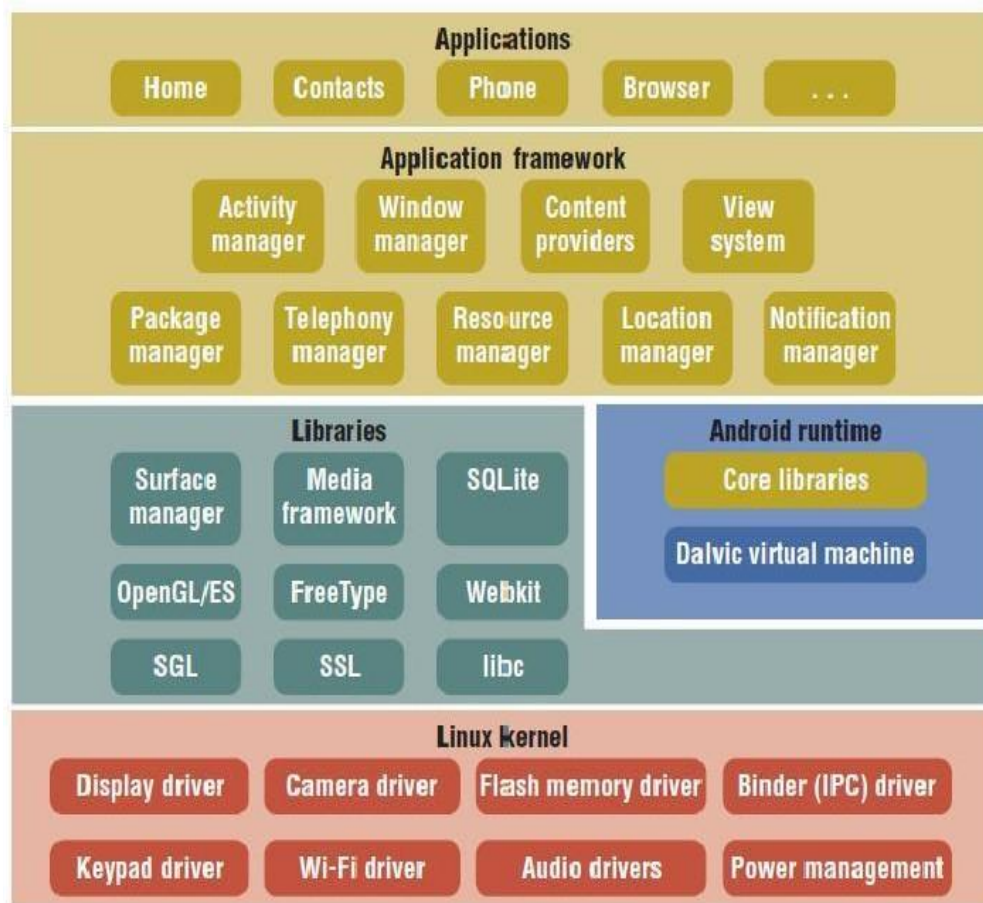 Applications
Home Contacts Phone Browser . . .
Application framework
Activity manager Window manager Content providers View system
Package manager Telephony manager Resource manager Location manager Notification manager
Libraries
Surface manager Media framework SQLite
OpenGL/ES FreeType Webkit
SGL SSL libc
Android runtime
Core libraries
Dalvic virtual machine
Linux kernel
Display driver Camera driver Flash memory driver Binder (IPC) driver
Keypad driver Wi-Fi driver Audio drivers Power management